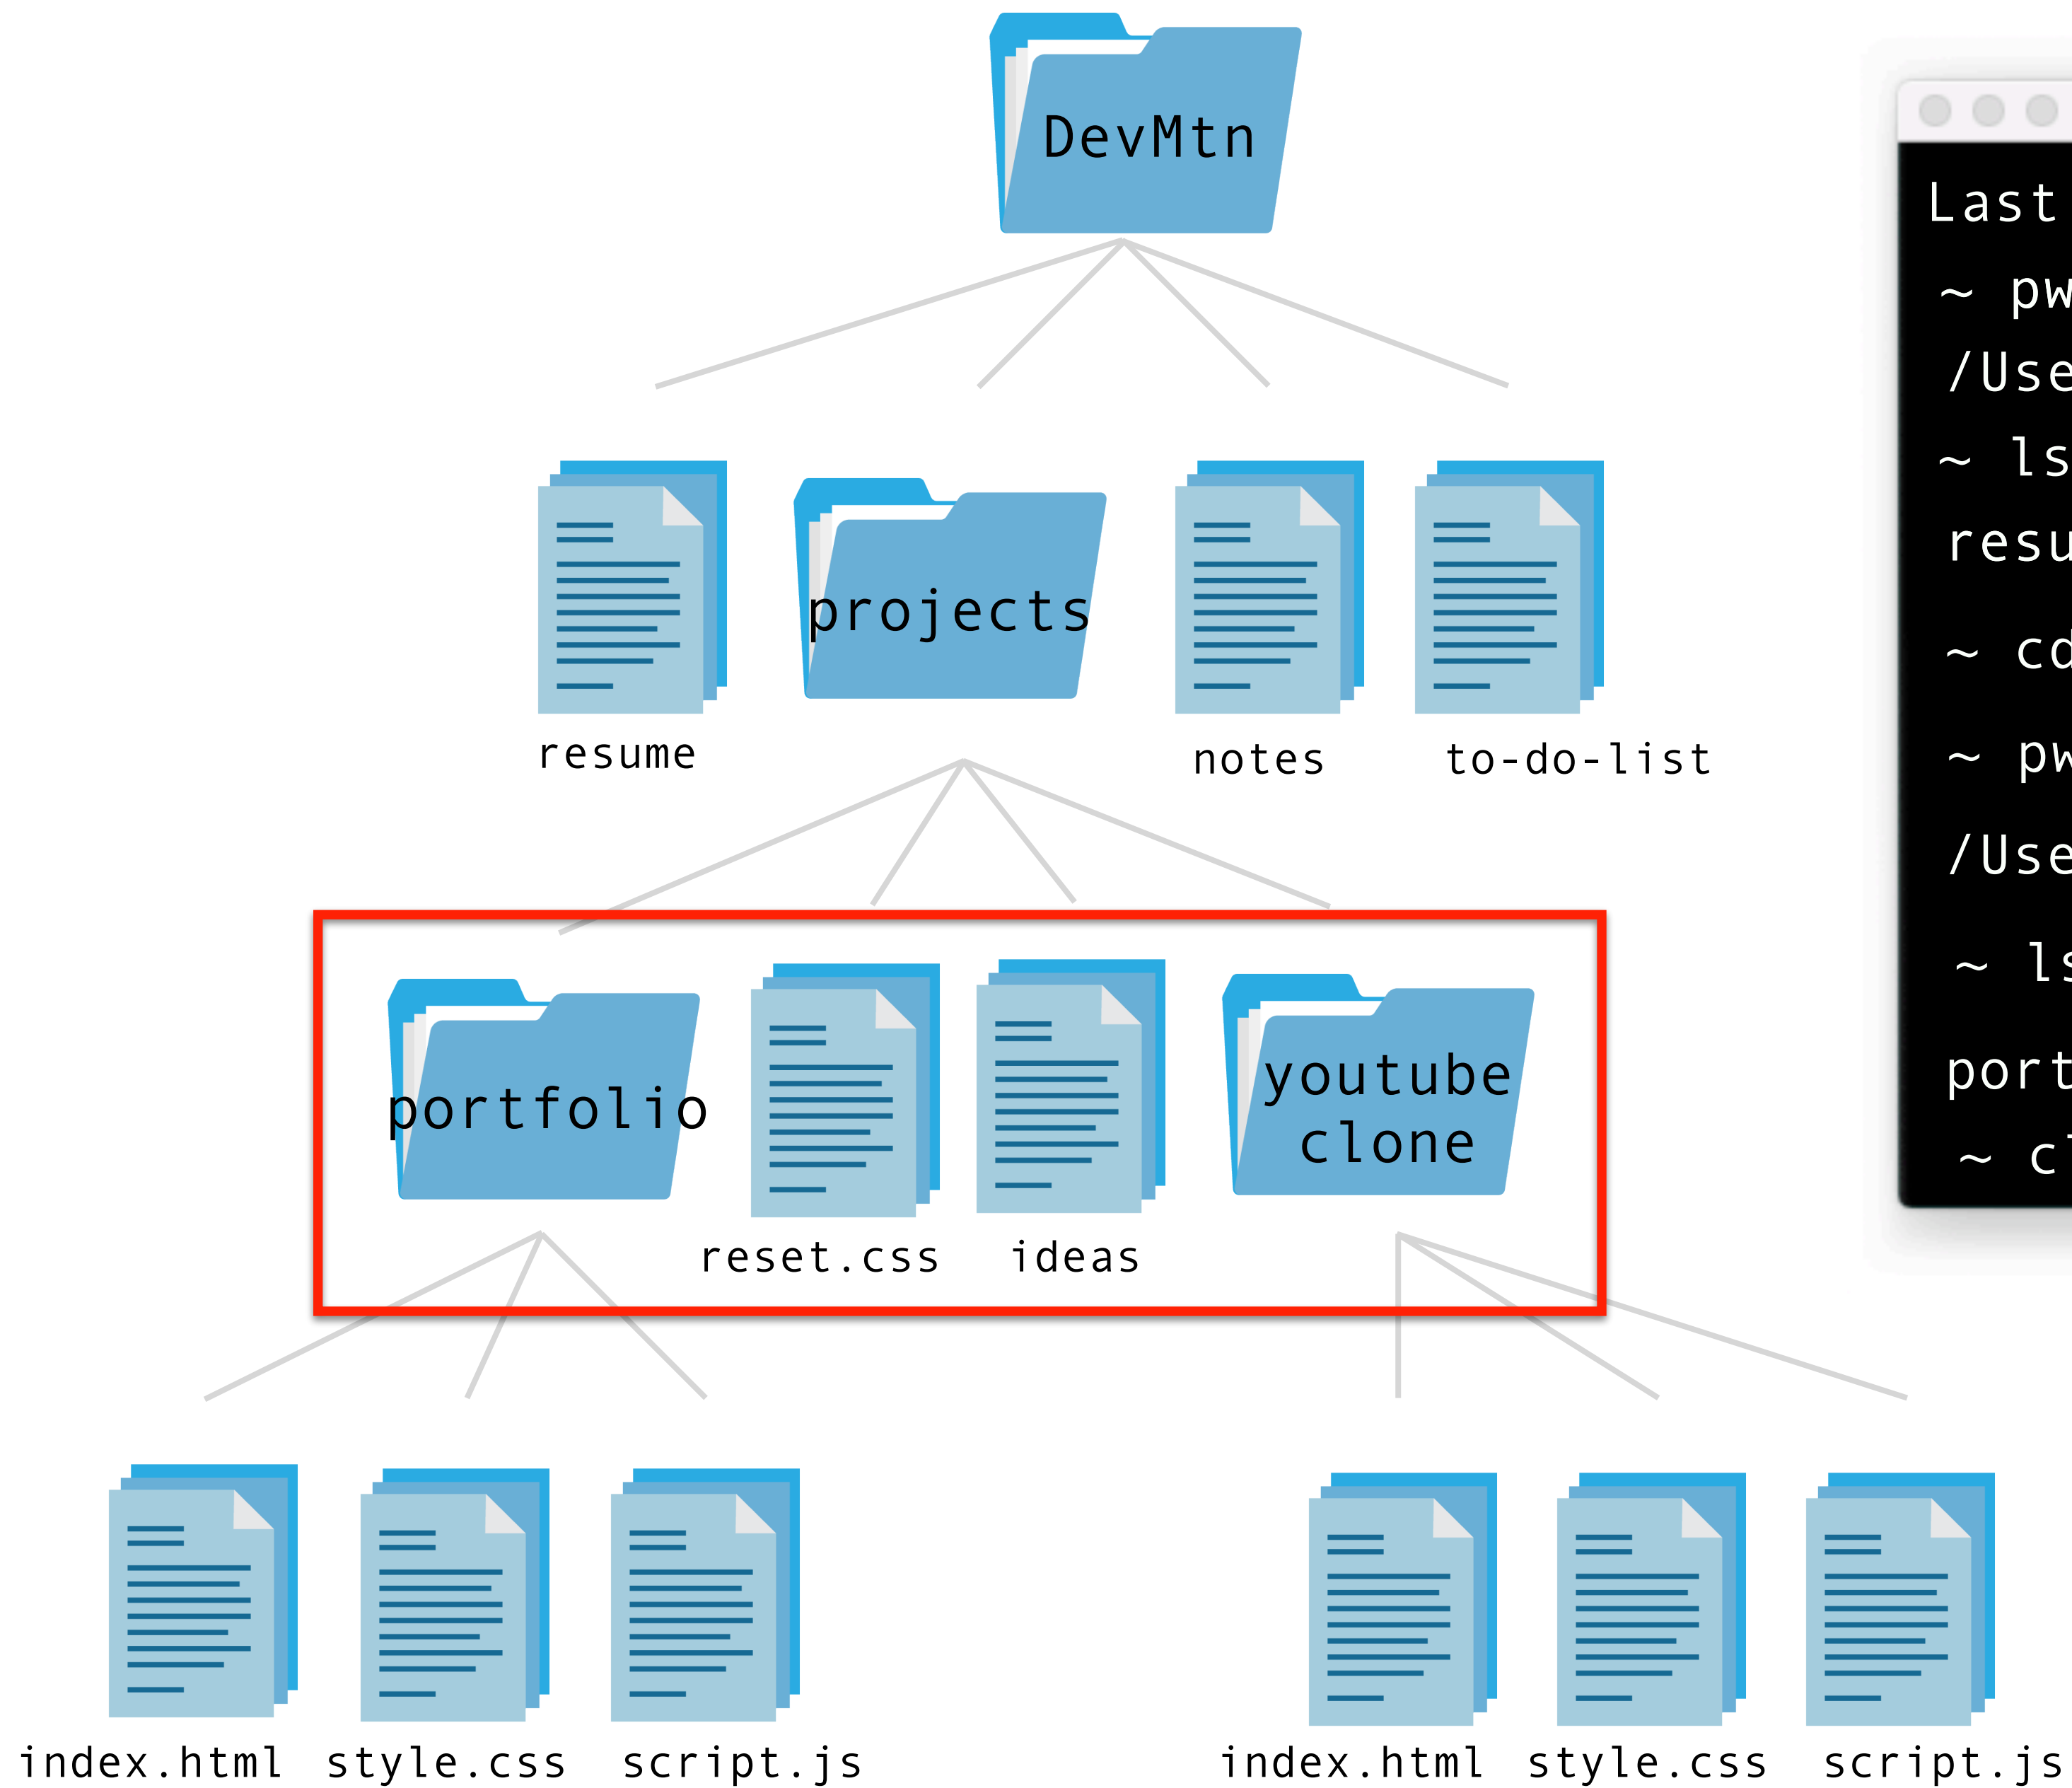 DevMtn
resume
projects
notes
to-do-list
portfolio
reset.css
ideas
youtube
clone
index.html
style.css
script.js
index.html
style.css
script.js
Last
~ pw
/Use
~ ls
resu
~ cd
~ pw
/Use
~ ls
port
~ cl